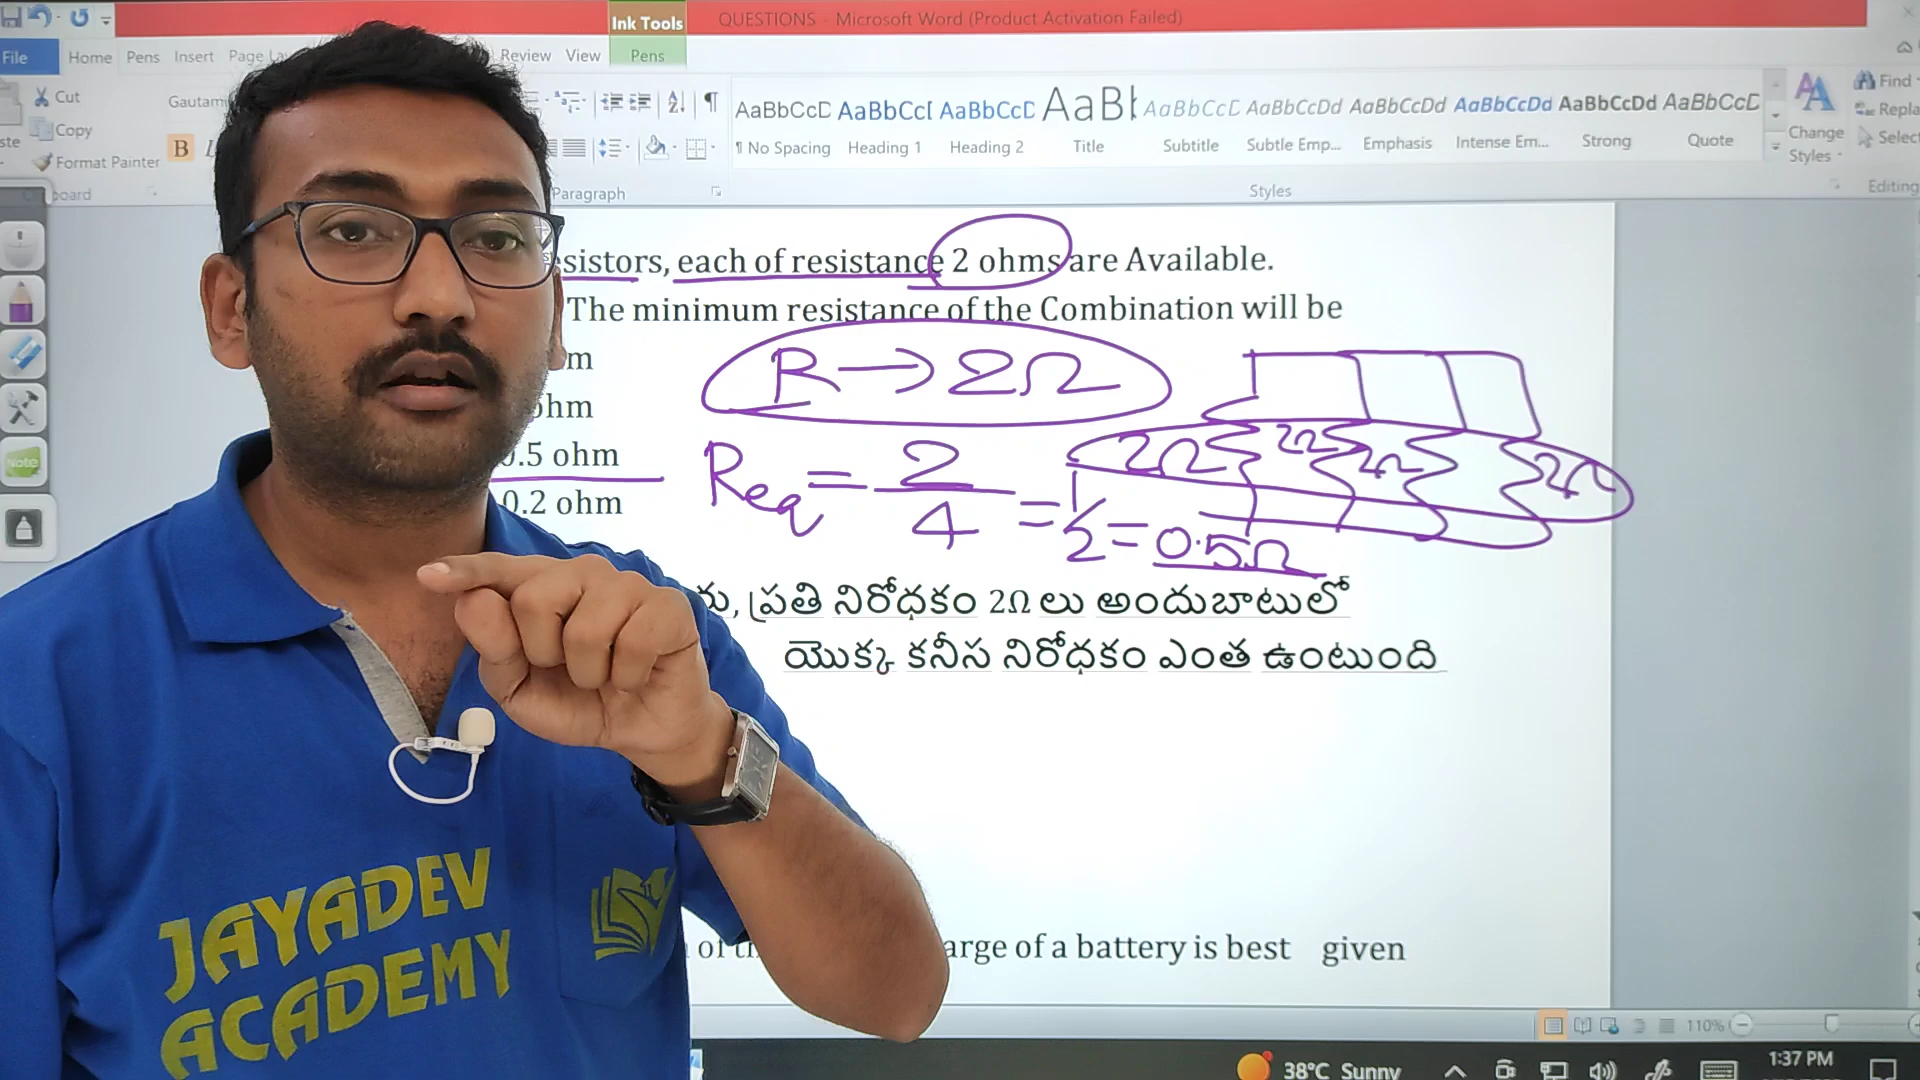 Ink Tools
QUESTIONS - Microsoft Word (Product Activation Failed)
File Home Pens Insert Page Review View Pens
Cut
Copy
Format Painter
B
Paragraph
AaBbCcD AaBbCcI AaBbCcD AaBb AaBbCcD AaBbCcDd AaBbCcDd AaBbCcDd AaBbCcDd AaBbCcD
¶ No Spacing Heading 1 Heading 2 Title Subtitle Subtle Emp... Emphasis Intense Em... Strong Quote
Change Styles
Styles
Find
Editing
each of resistance 2 ohms are Available.
The minimum resistance of the Combination will be
R → 2Ω
0.5 ohm
0.2 ohm
Req = 2/4 = 1/2 = 0.5Ω
2Ω 2Ω 2Ω 2Ω
ప్రతి నిరోధకం 2Ω లు అందుబాటులో
యొక్క కనీస నిరోధకం ఎంత ఉంటుంది
of a battery is best given
Note
JAYADEV
ACADEMY
110%
38°C Sunny
1:37 PM